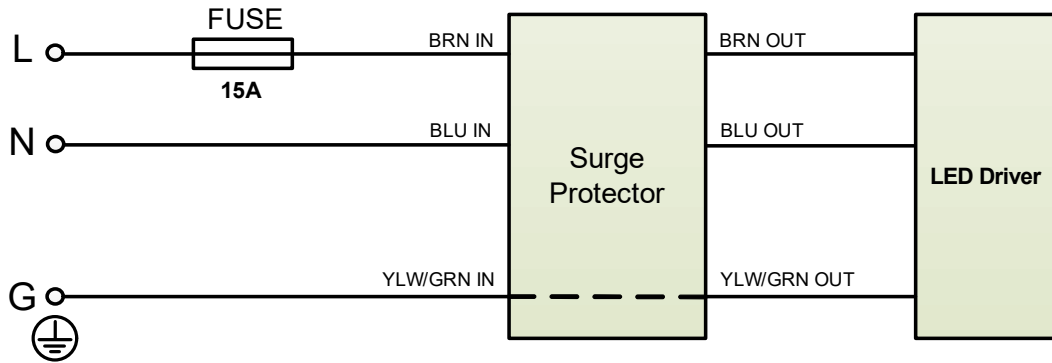 FUSE
L
BRN IN
BRN OUT
15A
N
BLU IN
BLU OUT
Surge
Protector
LED Driver
G
YLW/GRN IN
YLW/GRN OUT